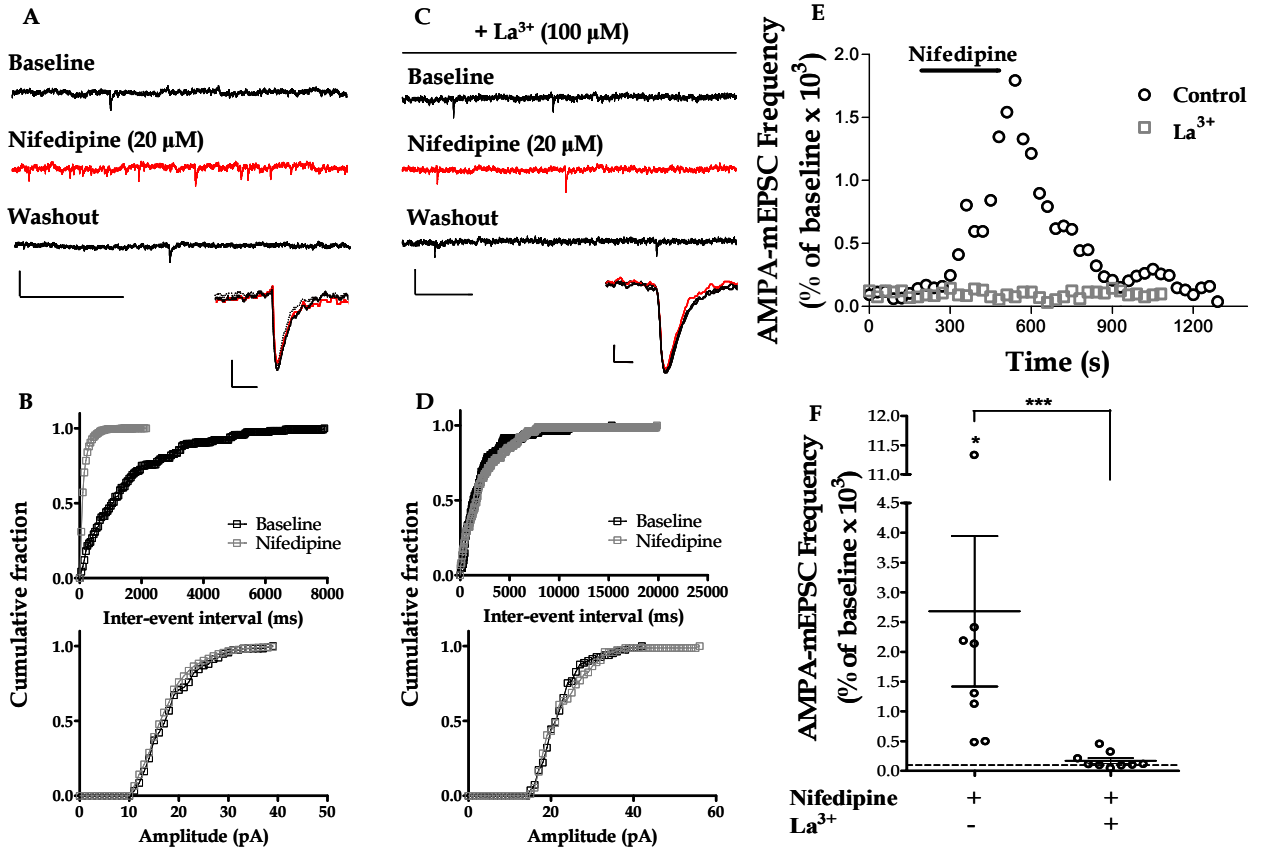 A
Baseline
Nifedipine (20 µM)
Washout
B
1.0
0.5
0.0
0 2000 4000 6000 8000
Baseline
Nifedipine
Inter-event interval (ms)
Cumulative fraction
1.0
0.5
0.0
0 10 20 30 40 50
Amplitude (pA)
C
+ La³⁺ (100 µM)
Baseline
Nifedipine (20 µM)
Washout
D
1.0
0.5
0.0
0 5000 10000 15000 20000 25000
Baseline
Nifedipine
Inter-event interval (ms)
Cumulative fraction
1.0
0.5
0.0
0 20 40 60
Amplitude (pA)
E
AMPA-mEPSC Frequency
(% of baseline x 10³)
2.0
1.5
1.0
0.5
0.0
Nifedipine
Control
La³⁺
0 300 600 900 1200
Time (s)
F
AMPA-mEPSC Frequency
(% of baseline x 10³)
12.0
11.5
11.0
4.5
4.0
3.5
3.0
2.5
2.0
1.5
1.0
0.5
0.0
***
*
Nifedipine + +
La³⁺ - +